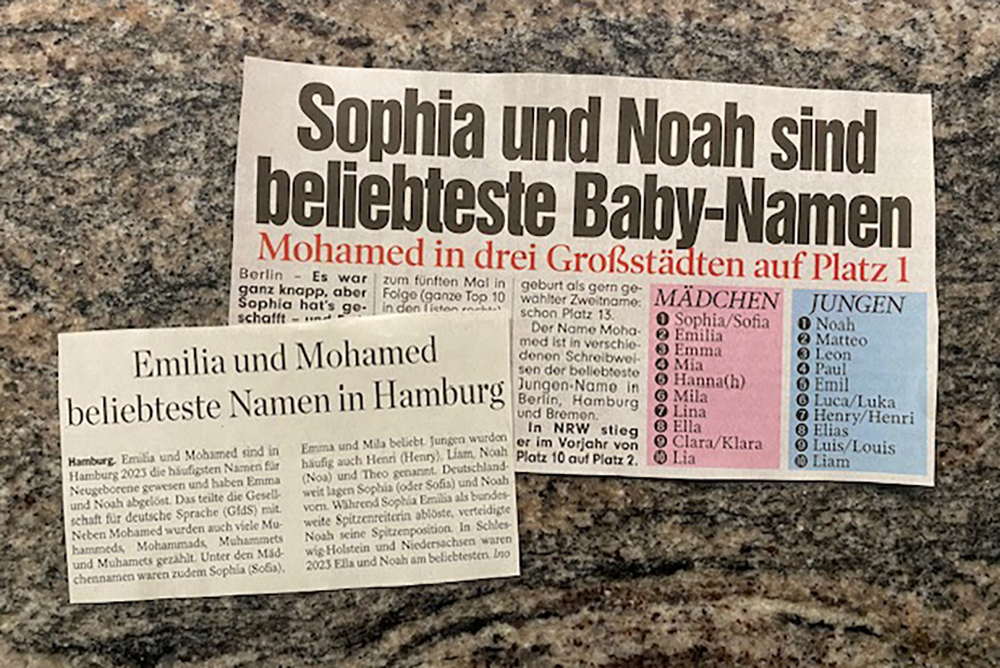 Sophia und Noah sind
beliebteste Baby-Namen
Mohamed in drei Großstädten auf Platz 1
Berlin – Es war
ganz knapp, aber
Sophia hat's ge-
schafft – und
zum fünften Mal in
Folge (ganze Top 10
in den Listen rechts).
geburt als gern ge-
wählter Zweitname:
schon Platz 13.
Der Name Moha-
med ist in verschie-
denen Schreibwei-
sen der beliebteste
Jungen-Name in
Berlin, Hamburg
und Bremen.
In NRW stieg
er im Vorjahr von
Platz 10 auf Platz 2.
MÄDCHEN
1 Sophia/Sofia
2 Emilia
3 Emma
4 Mia
5 Hanna(h)
6 Mila
7 Lina
8 Ella
9 Clara/Klara
10 Lia
JUNGEN
1 Noah
2 Matteo
3 Leon
4 Paul
5 Emil
6 Luca/Luka
7 Henry/Henri
8 Elias
9 Luis/Louis
10 Liam
Emilia und Mohamed
beliebteste Namen in Hamburg
Hamburg. Emilia und Mohamed sind in
Hamburg 2023 die häufigsten Namen für
Neugeborene gewesen und haben Emma
und Noah abgelöst. Das teilte die Gesell-
schaft für deutsche Sprache (GfdS) mit.
Neben Mohamed wurden auch viele Mu-
hammeds, Mohammads, Muhammets
und Muhamets gezählt. Unter den Mäd-
chennamen waren zudem Sophia (Sofia),
Emma und Mila beliebt. Jungen wurden
häufig auch Henri (Henry), Liam, Noah
(Noa) und Theo genannt. Deutschland-
weit lagen Sophia (oder Sofia) und Noah
vorn. Während Sophia Emilia als bundes-
weite Spitzenreiterin ablöste, verteidigte
Noah seine Spitzenposition. In Schles-
wig-Holstein und Niedersachsen waren
2023 Ella und Noah am beliebtesten. lno